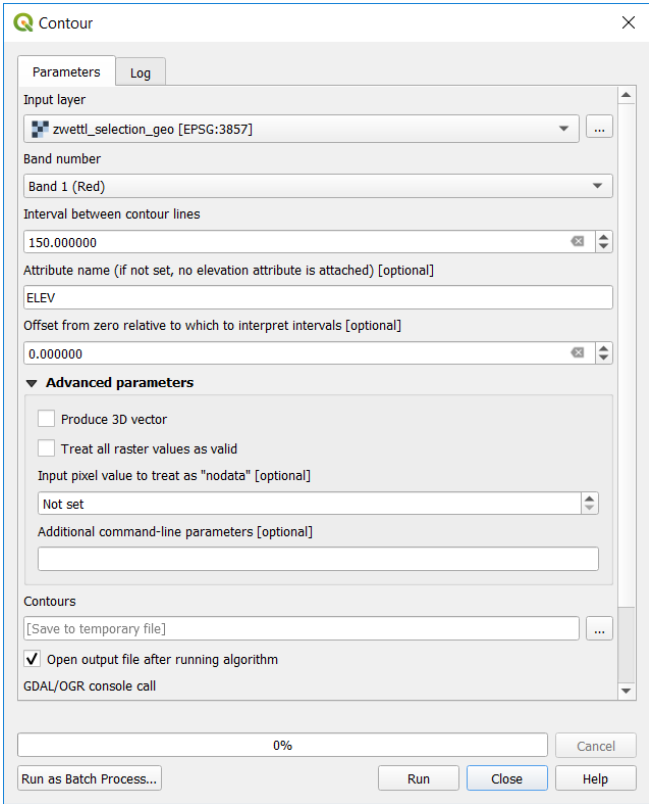 Contour
Parameters
Log
Input layer
zwettl_selection_geo [EPSG:3857]
...
Band number
Band 1 (Red)
Interval between contour lines
150.000000
Attribute name (if not set, no elevation attribute is attached) [optional]
ELEV
Offset from zero relative to which to interpret intervals [optional]
0.000000
Advanced parameters
Produce 3D vector
Treat all raster values as valid
Input pixel value to treat as "nodata" [optional]
Not set
Additional command-line parameters [optional]
Contours
[Save to temporary file]
...
Open output file after running algorithm
GDAL/OGR console call
0%
Cancel
Run as Batch Process...
Run
Close
Help